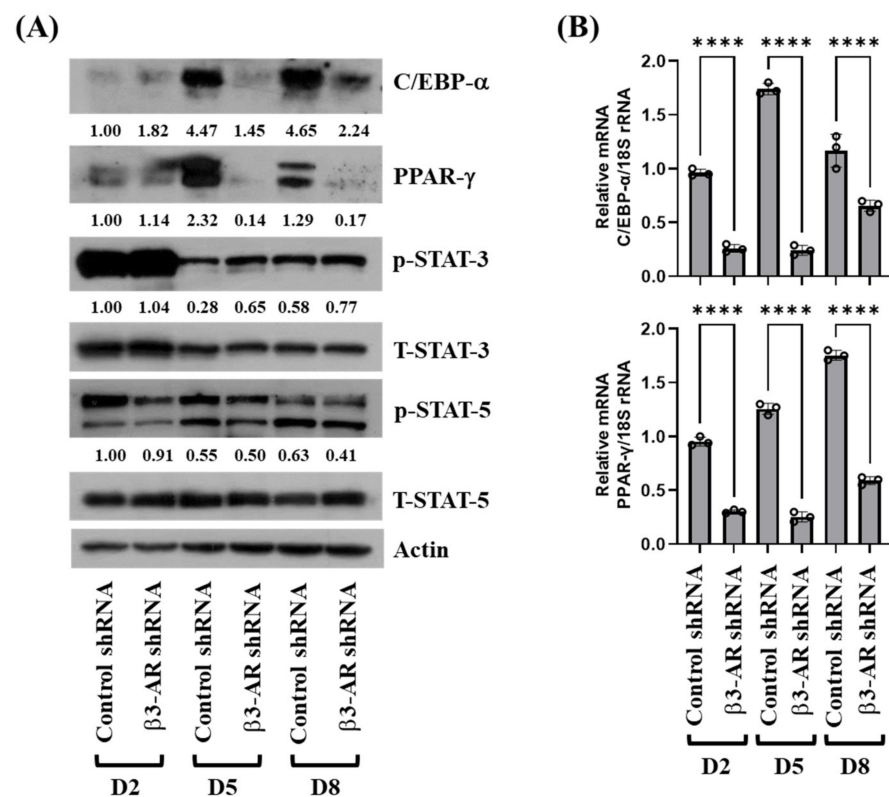 (A)
C/EBP-α
1.00 1.82 4.47 1.45 4.65 2.24
PPAR-γ
1.00 1.14 2.32 0.14 1.29 0.17
p-STAT-3
1.00 1.04 0.28 0.65 0.58 0.77
T-STAT-3
p-STAT-5
1.00 0.91 0.55 0.50 0.63 0.41
T-STAT-5
Actin
Control shRNA
β3-AR shRNA
Control shRNA
β3-AR shRNA
Control shRNA
β3-AR shRNA
D2 D5 D8
(B)
**** **** ****
Relative mRNA
C/EBP-α/18S rRNA
2.0
1.5
1.0
0.5
0.0
**** **** ****
Relative mRNA
PPAR-γ/18S rRNA
2.0
1.5
1.0
0.5
0.0
Control shRNA
β3-AR shRNA
Control shRNA
β3-AR shRNA
Control shRNA
β3-AR shRNA
D2 D5 D8